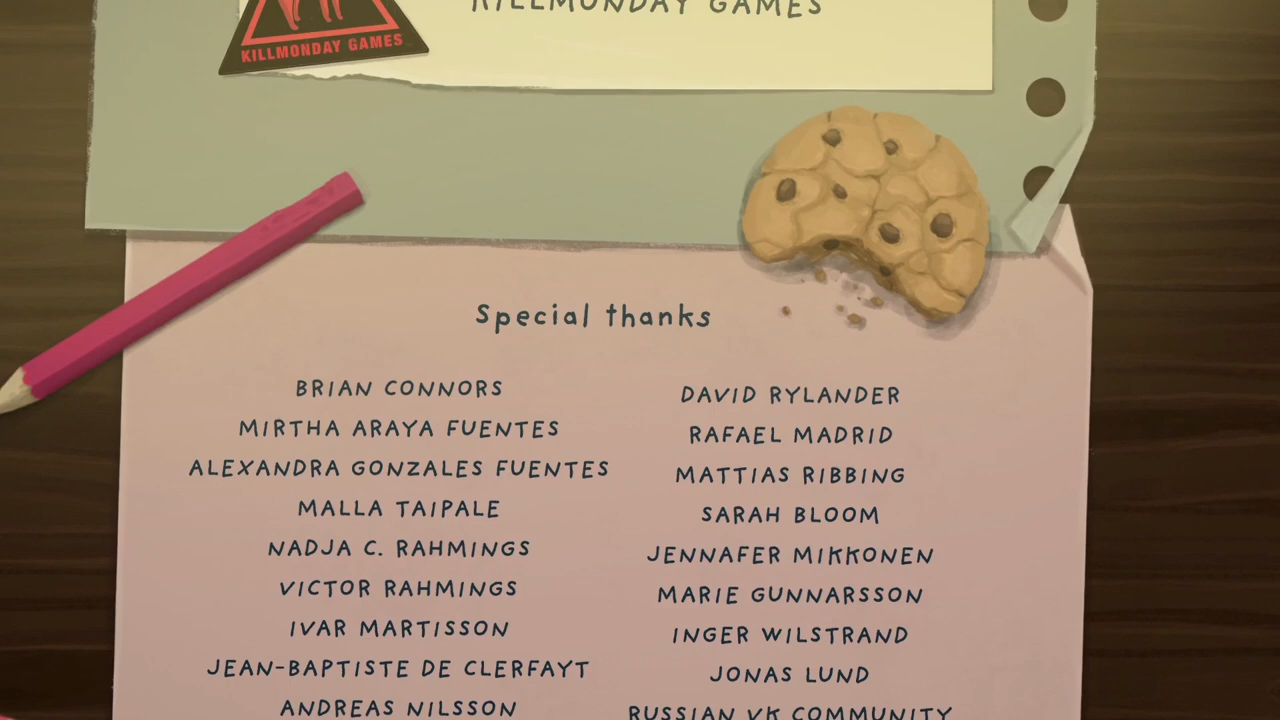 KILLMONDAY GAMES
KILLMONDAY GAMES
Special thanks
BRIAN CONNORS
MIRTHA ARAYA FUENTES
ALEXANDRA GONZALES FUENTES
MALLA TAIPALE
NADJA C. RAHMINGS
VICTOR RAHMINGS
IVAR MARTISSON
JEAN-BAPTISTE DE CLERFAYT
ANDREAS NILSSON
DAVID RYLANDER
RAFAEL MADRID
MATTIAS RIBBING
SARAH BLOOM
JENNAFER MIKKONEN
MARIE GUNNARSSON
INGER WILSTRAND
JONAS LUND
RUSSIAN VK COMMUNITY